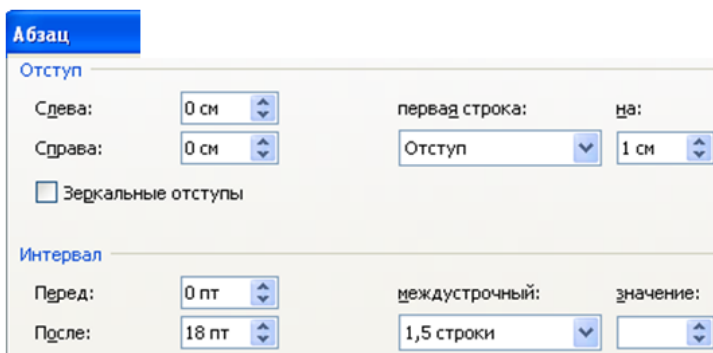 Абзац
Отступ
Слева: 0 см первая строка: на:
Справа: 0 см Отступ 1 см
Зеркальные отступы
Интервал
Перед: 0 пт междустрочный: значение:
После: 18 пт 1,5 строки